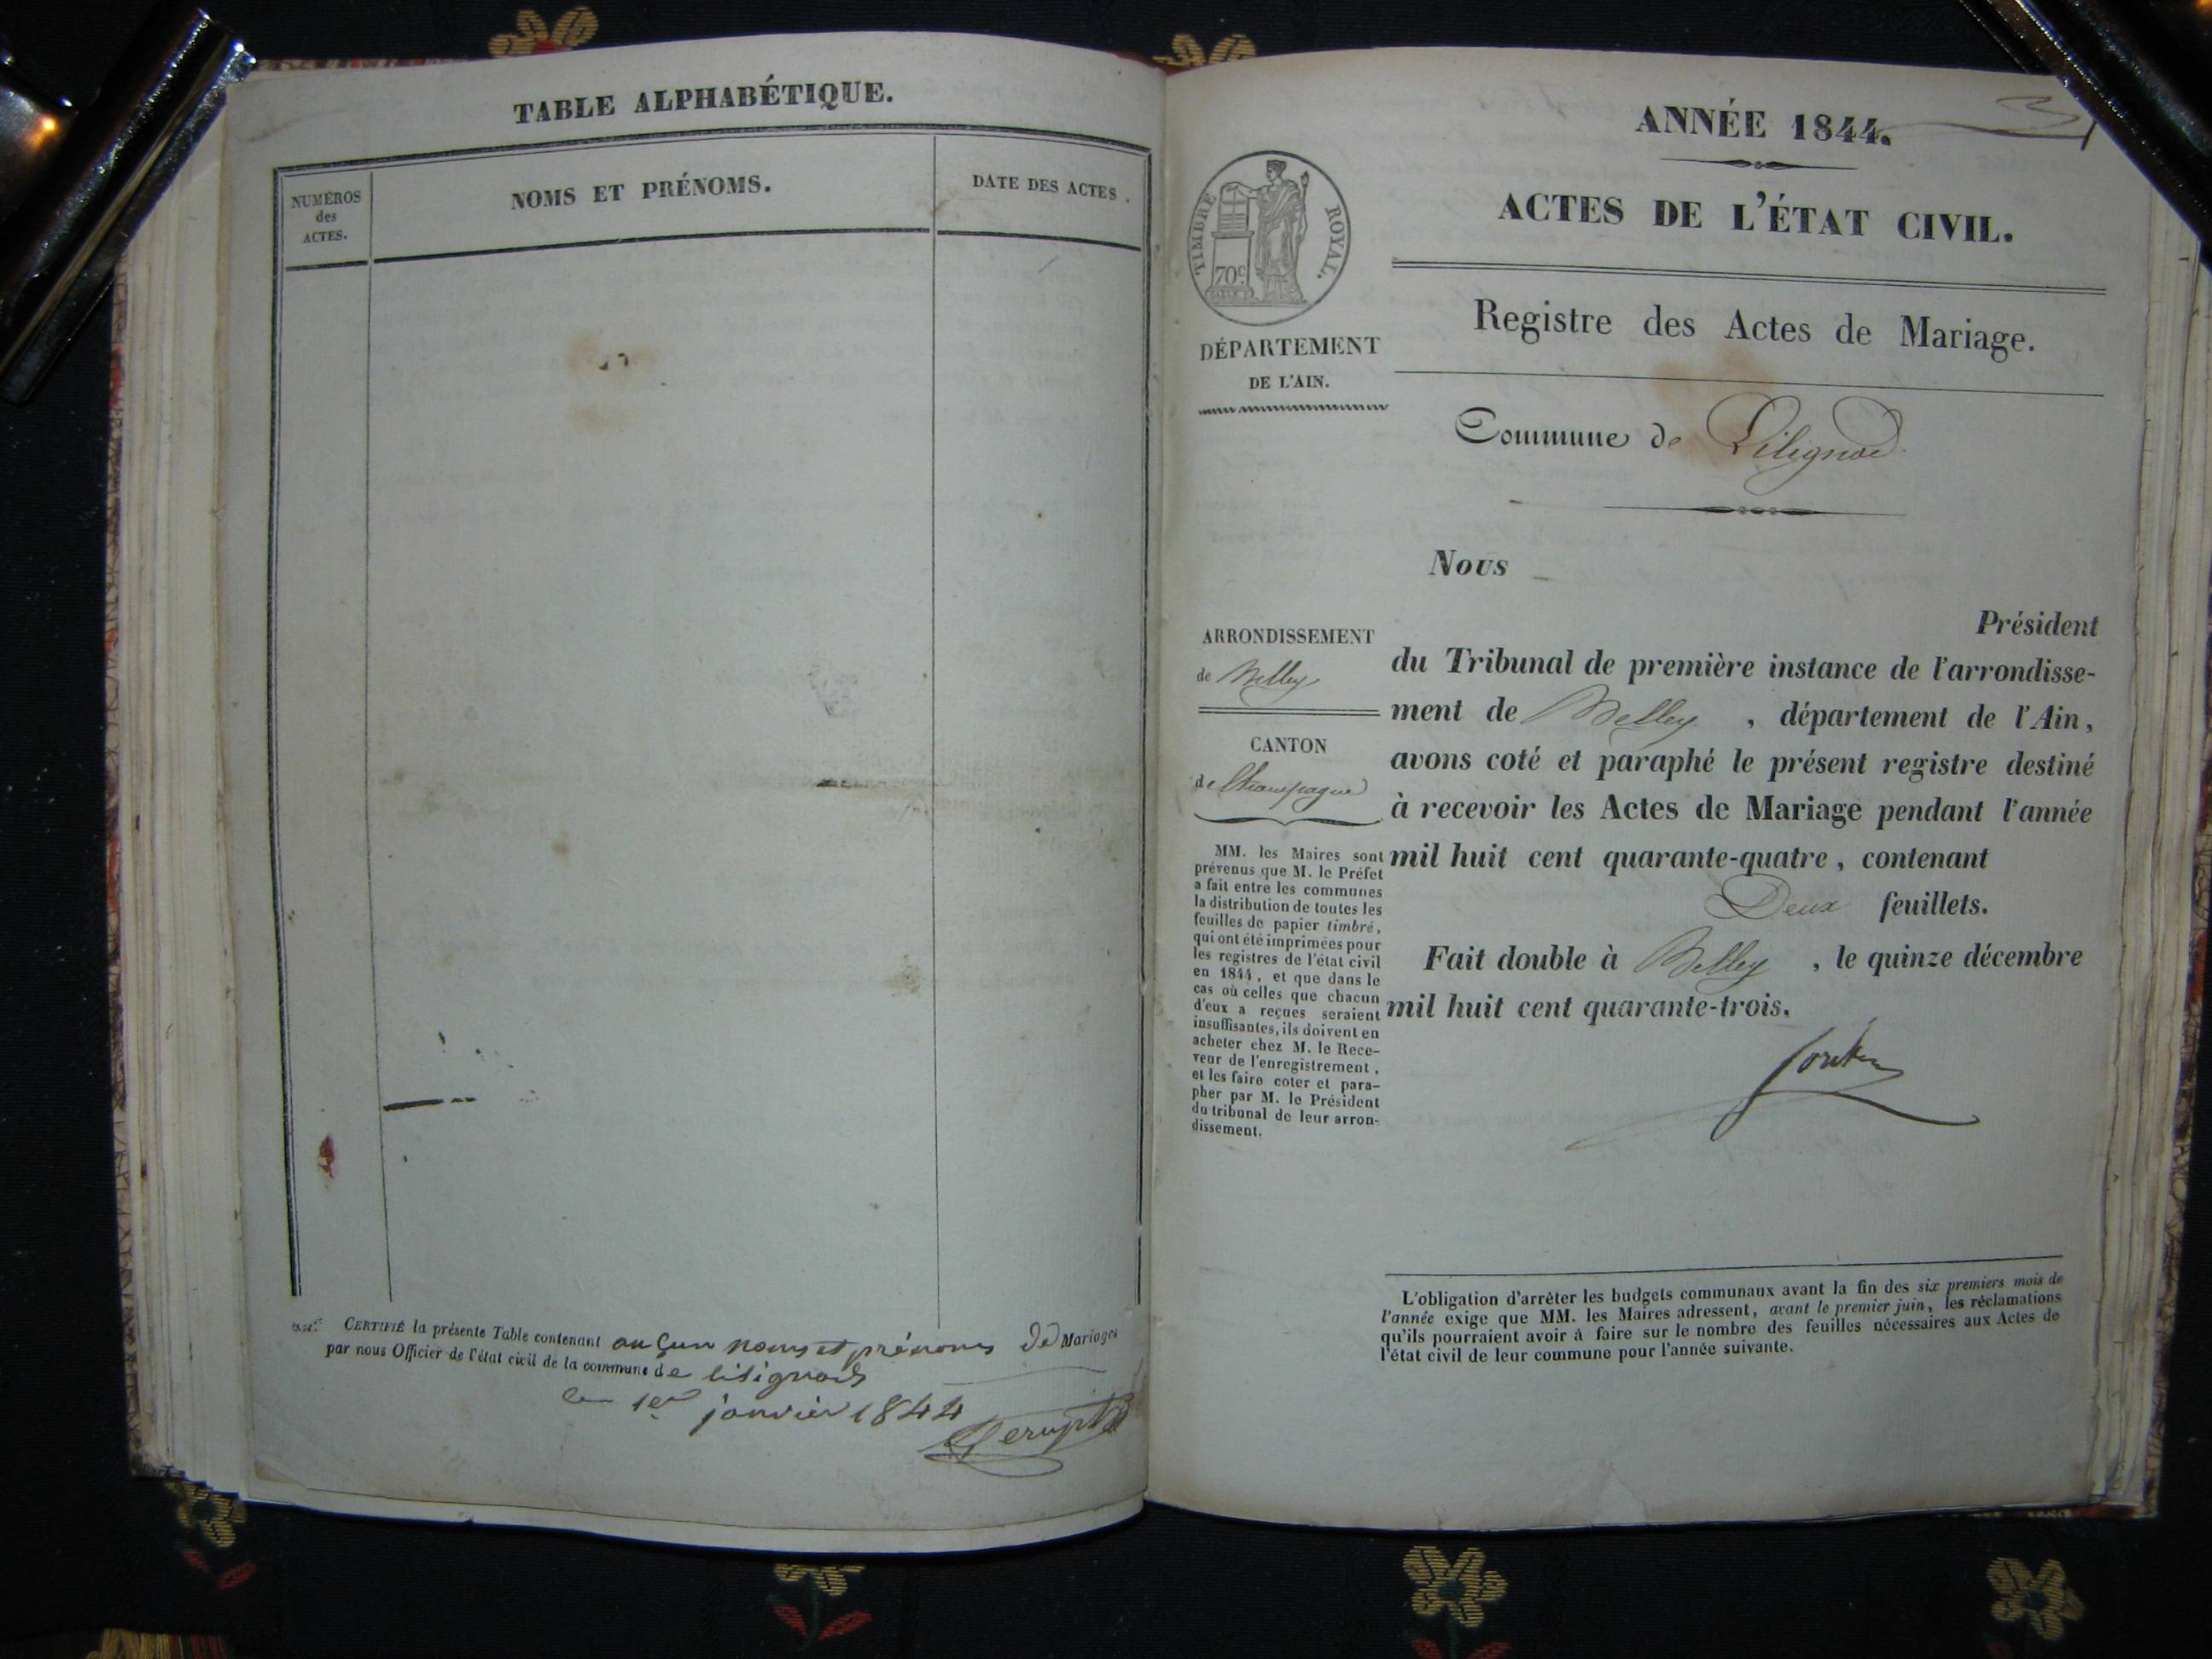 TABLE ALPHABÉTIQUE.
NUMÉROS
des
ACTES.
NOMS ET PRÉNOMS.
DATE DES ACTES.
CERTIFIÉ la présente Table contenant auçun noms et prénoms de Mariages
par nous Officier de l'état civil de la commune de lilignod
le 1er janvier 1844
ANNÉE 1844.
ACTES DE L'ÉTAT CIVIL.
TIMBRE ROYAL.
70c
DÉPARTEMENT
DE L'AIN.
Registre des Actes de Mariage.
Commune de Lilignod.
Nous
Président
du Tribunal de première instance de l'arrondisse-
ment de Belley, département de l'Ain,
avons coté et paraphé le présent registre destiné
à recevoir les Actes de Mariage pendant l'année
mil huit cent quarante-quatre, contenant
Deux feuillets.
Fait double à Belley, le quinze décembre
mil huit cent quarante-trois.
ARRONDISSEMENT
de Belley
CANTON
de Champagne
MM. les Maires sont
prévenus que M. le Préfet
a fait entre les communes
la distribution de toutes les
feuilles de papier timbré,
qui ont été imprimées pour
les registres de l'état civil
en 1844, et que dans le
cas où celles que chacun
d'eux a reçues seraient
insuffisantes, ils doivent en
acheter chez M. le Rece-
veur de l'enregistrement,
et les faire coter et para-
pher par M. le Président
du tribunal de leur arron-
dissement.
L'obligation d'arrêter les budgets communaux avant la fin des six premiers mois de
l'année exige que MM. les Maires adressent, avant le premier juin, les réclamations
qu'ils pourraient avoir à faire sur le nombre des feuilles nécessaires aux Actes de
l'état civil de leur commune pour l'année suivante.